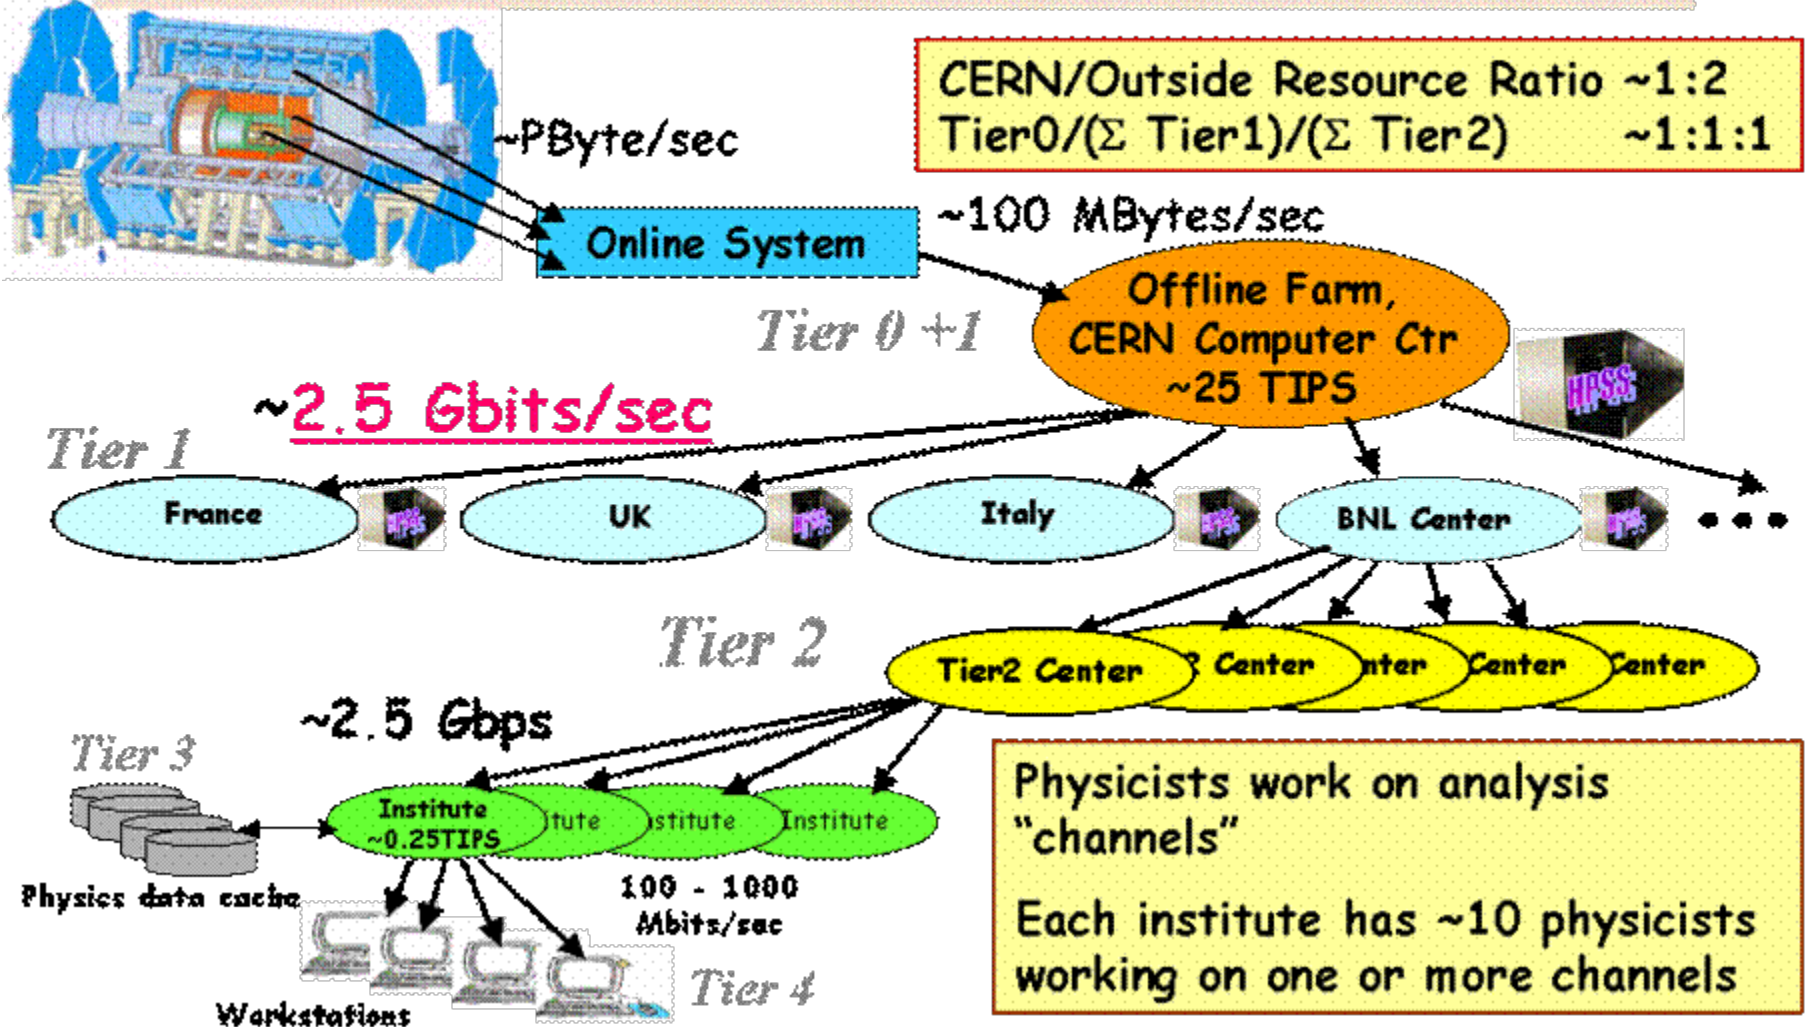 CERN/Outside Resource Ratio ~1:2
Tier0/(Σ Tier1)/(Σ Tier2) ~1:1:1
~PByte/sec
~100 MBytes/sec
Online System
Offline Farm,
CERN Computer Ctr
~25 TIPS
Tier 0 +1
HPSS
~2.5 Gbits/sec
Tier 1
France
HPSS
UK
HPSS
Italy
HPSS
BNL Center
HPSS
Tier 2
Tier2 Center
Center
Center
Center
~2.5 Gbps
Tier 3
Institute
~0.25TIPS
Institute
Physics data cache
100 - 1000
Mbits/sec
Workstations
Tier 4
Physicists work on analysis
“channels”
Each institute has ~10 physicists
working on one or more channels